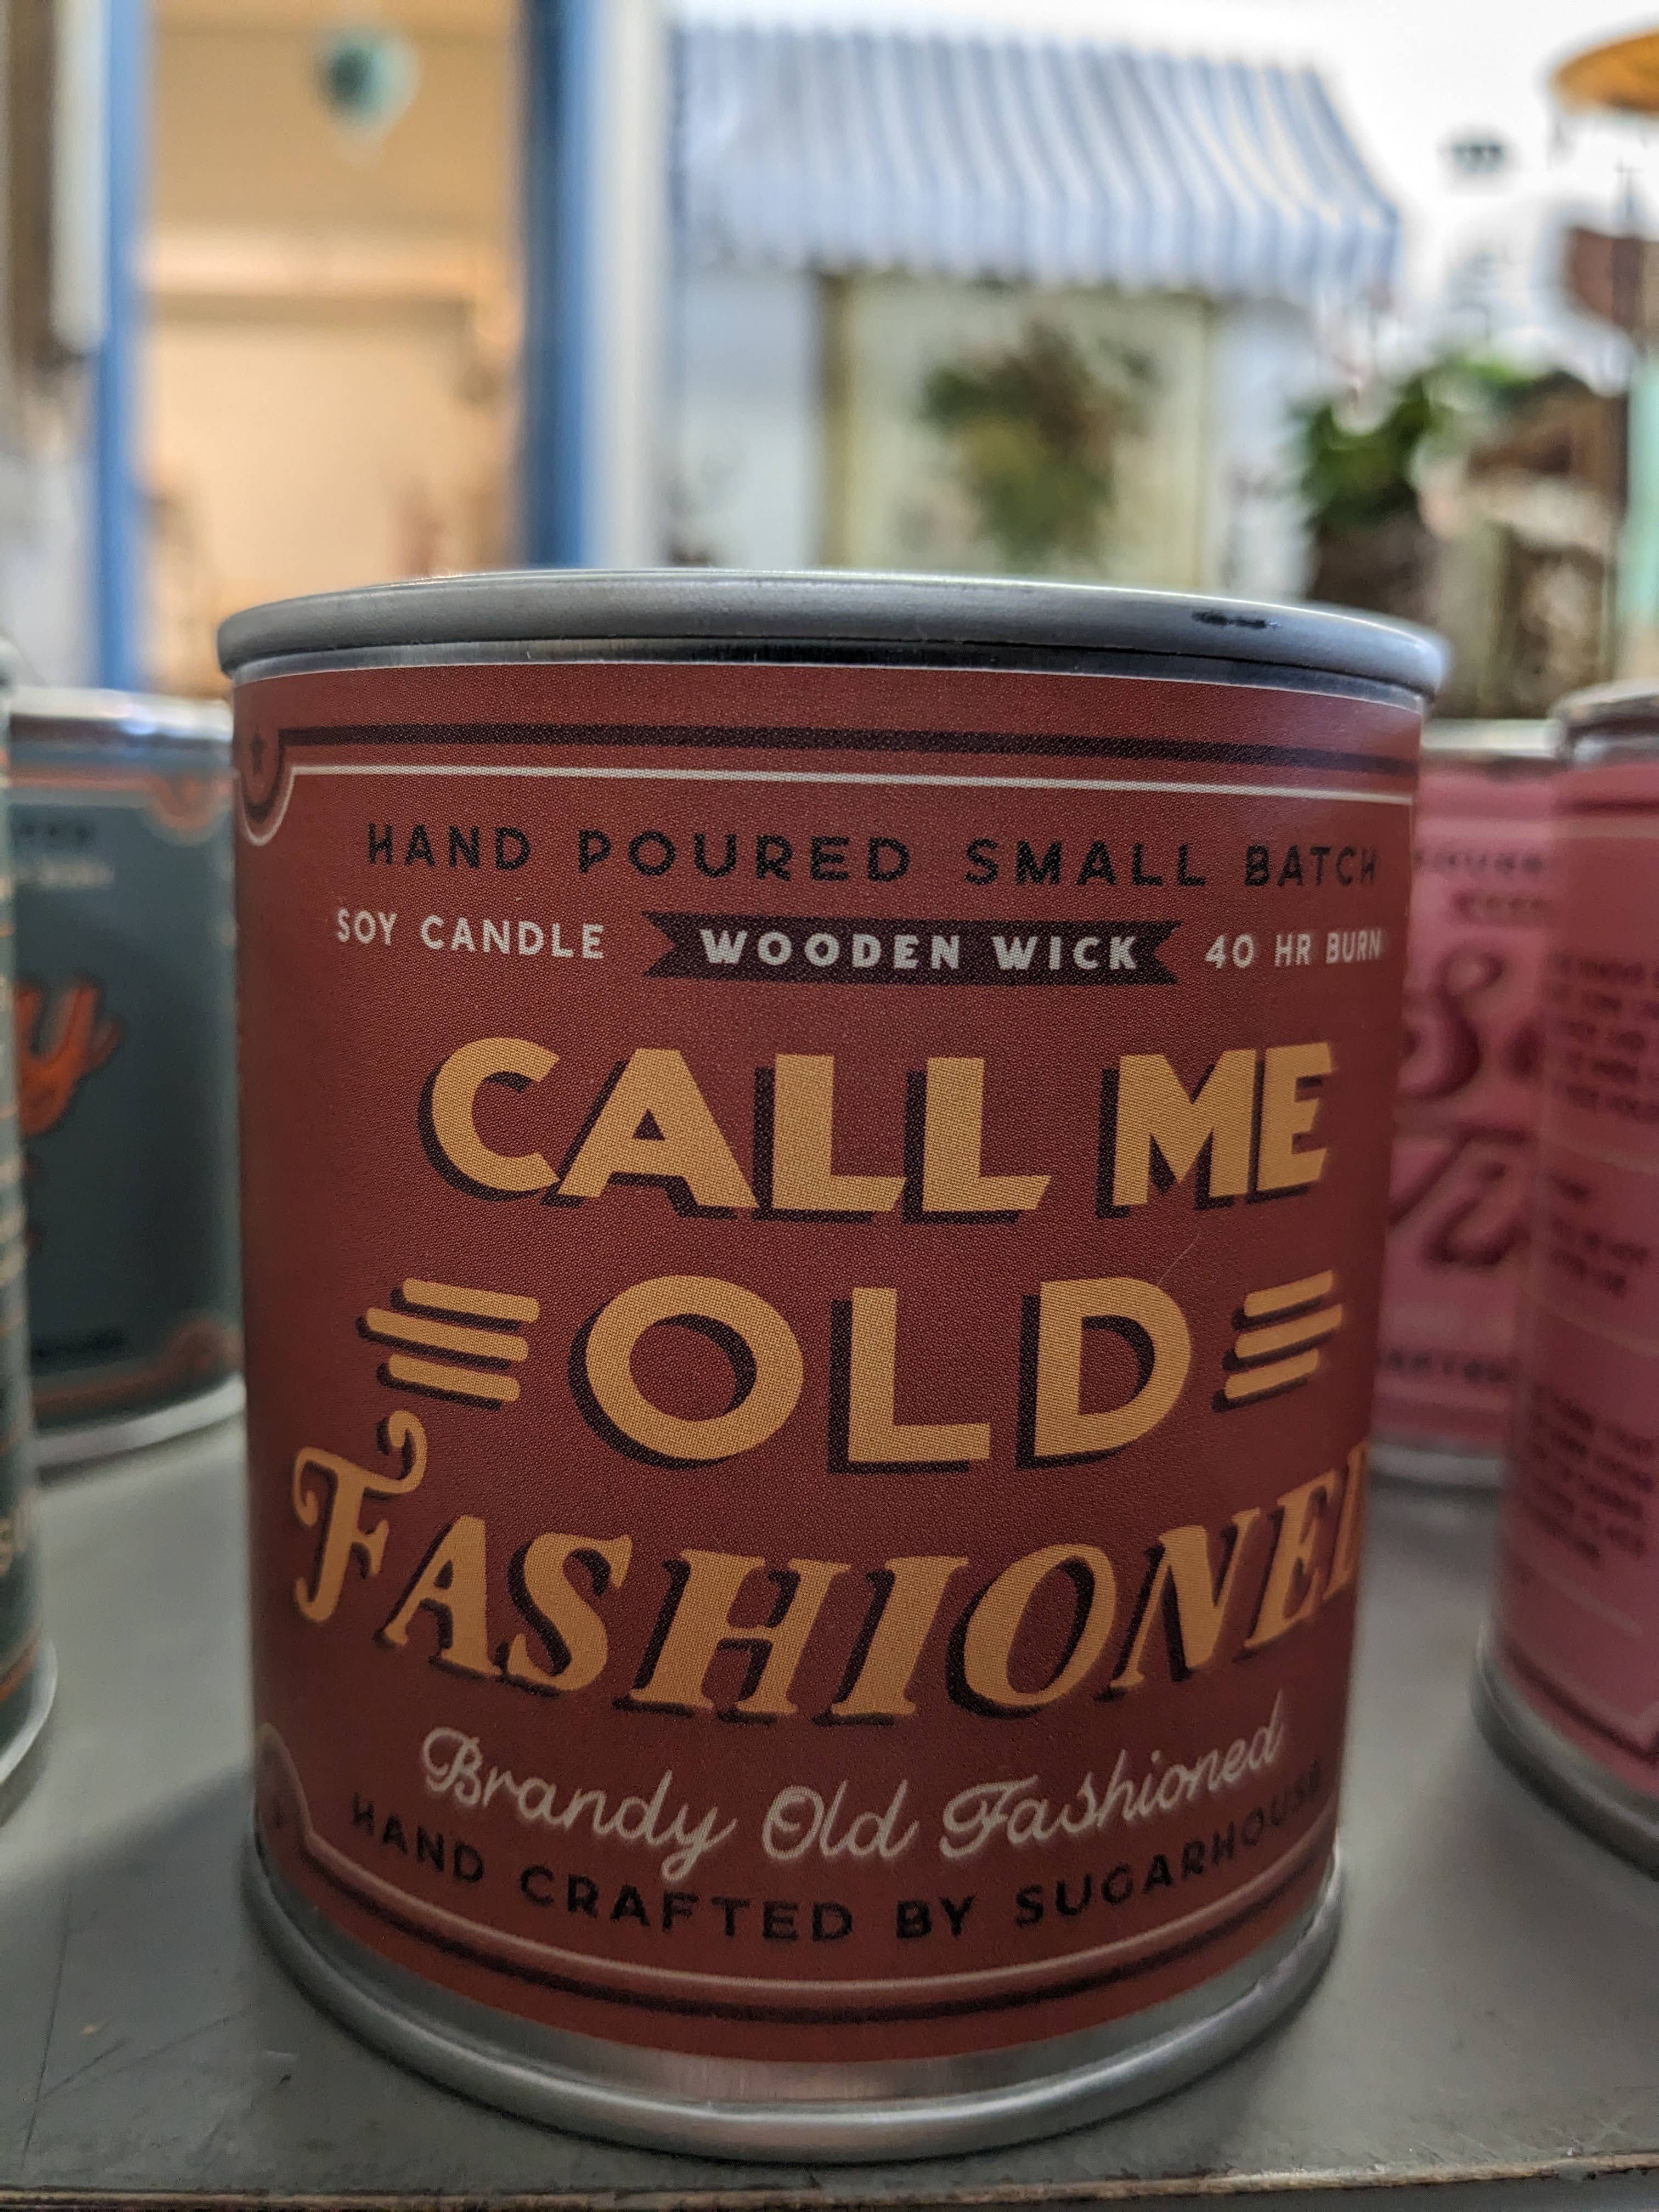 HAND POURED SMALL BATCH
SOY CANDLE WOODEN WICK 40 HR BURN
CALL ME
OLD
FASHIONED
Brandy Old Fashioned
HAND CRAFTED BY SUGARHOUSE